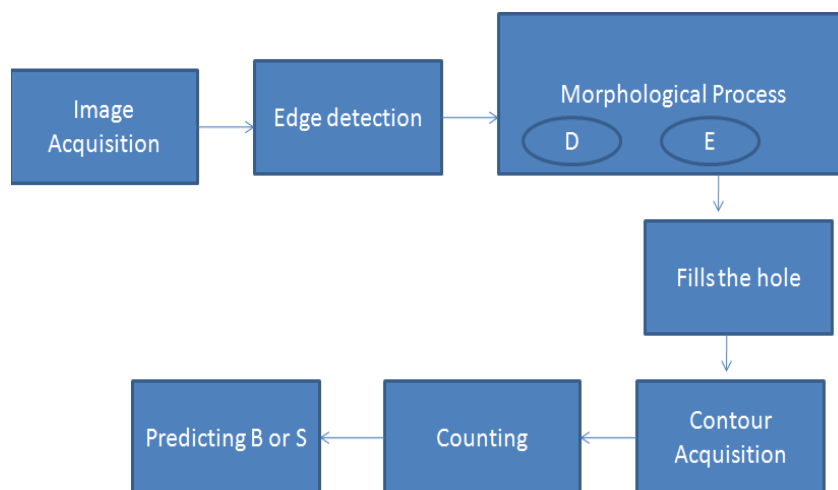 Image
Acquisition
Edge detection
Morphological Process
D
E
Fills the hole
Contour
Acquisition
Counting
Predicting B or S